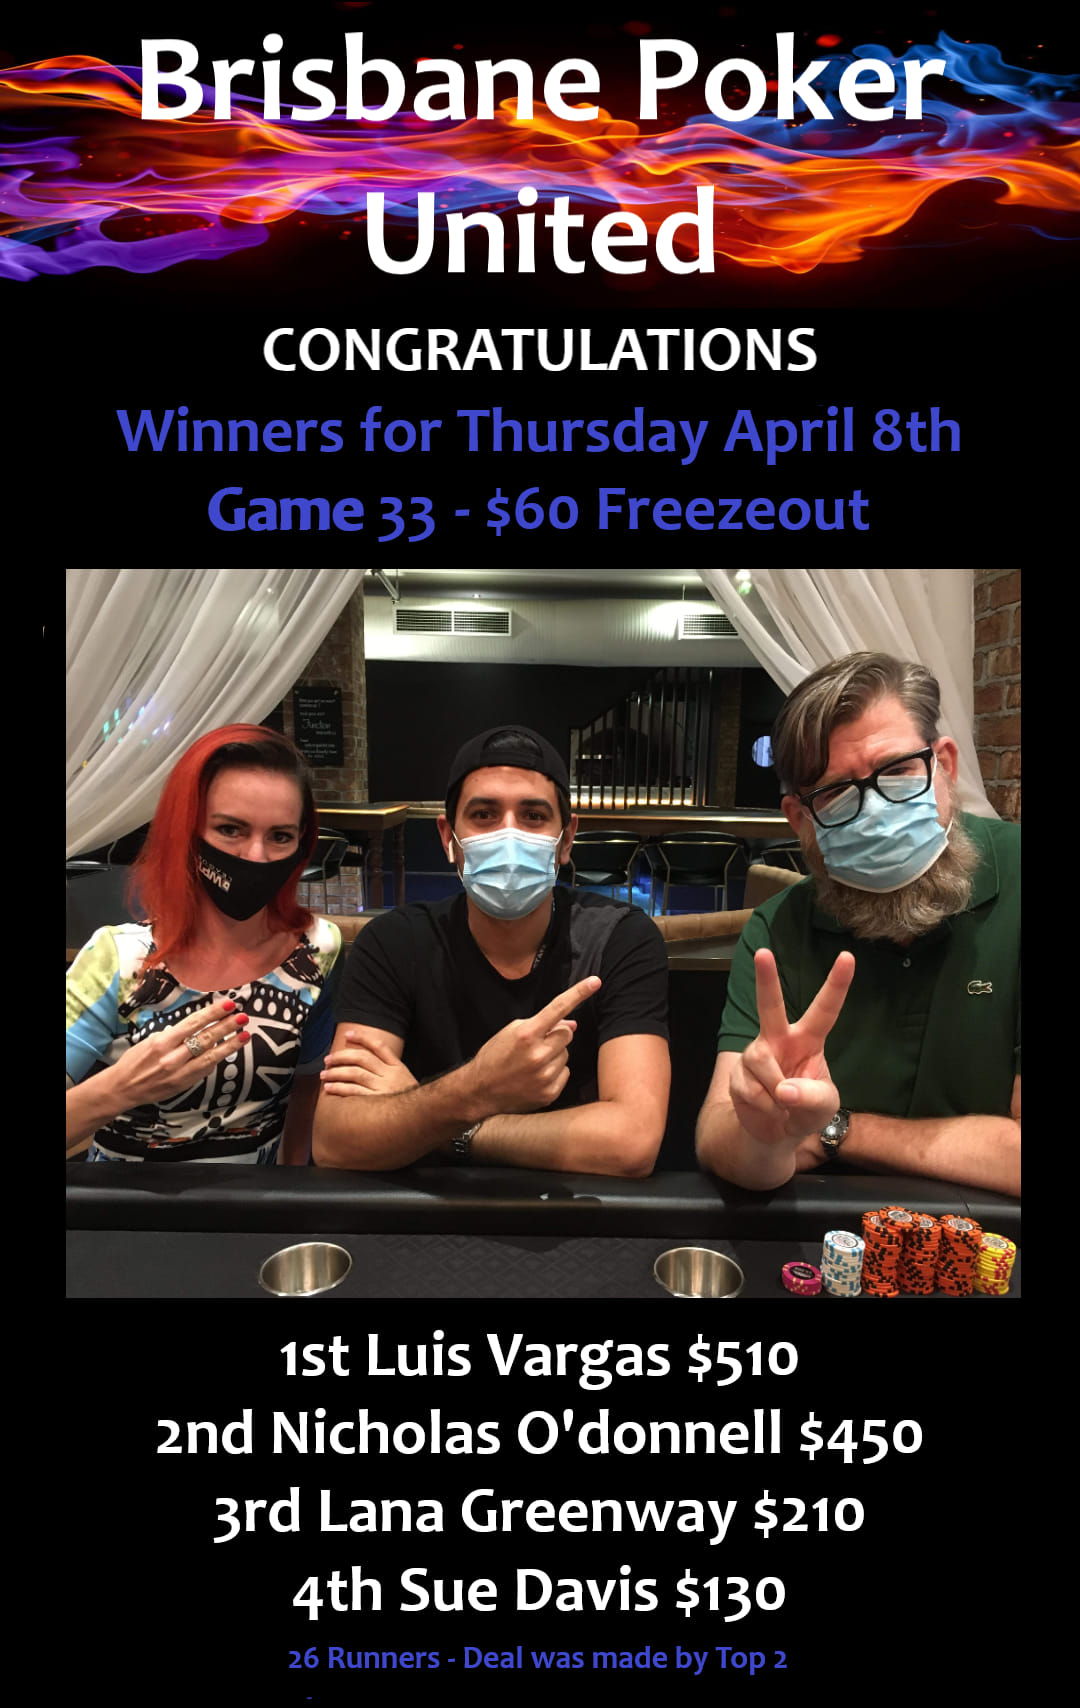 Brisbane Poker
United
CONGRATULATIONS
Winners for Thursday April 8th
Game 33 - $60 Freezeout
Function
1st Luis Vargas $510
2nd Nicholas O'donnell $450
3rd Lana Greenway $210
4th Sue Davis $130
26 Runners - Deal was made by Top 2
-